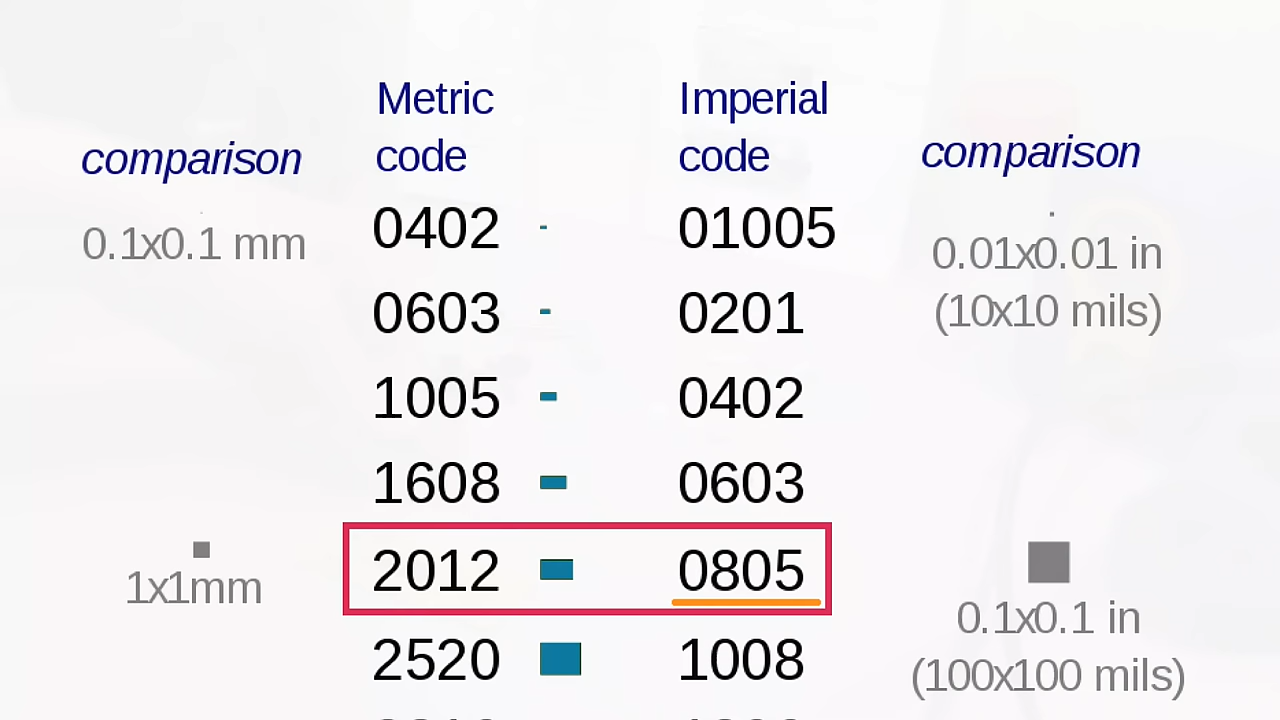 Metric Imperial
comparison code code comparison
0402 01005
0.1x0.1 mm 0.01x0.01 in
0603 0201 (10x10 mils)
1005 0402
1608 0603
2012 0805
1x1mm 0.1x0.1 in
2520 1008 (100x100 mils)